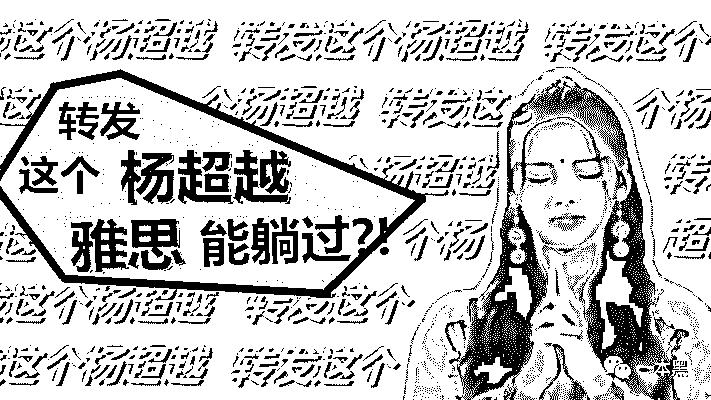 这个杨超越 转发这个杨超越 转发这个
转发
这个 杨超越
雅思 能躺过?!
个杨超越 转发这 个杨
个杨超越 转
个杨 超
这个杨超越 转发这个
这个杨超越 转发这个
一本黑